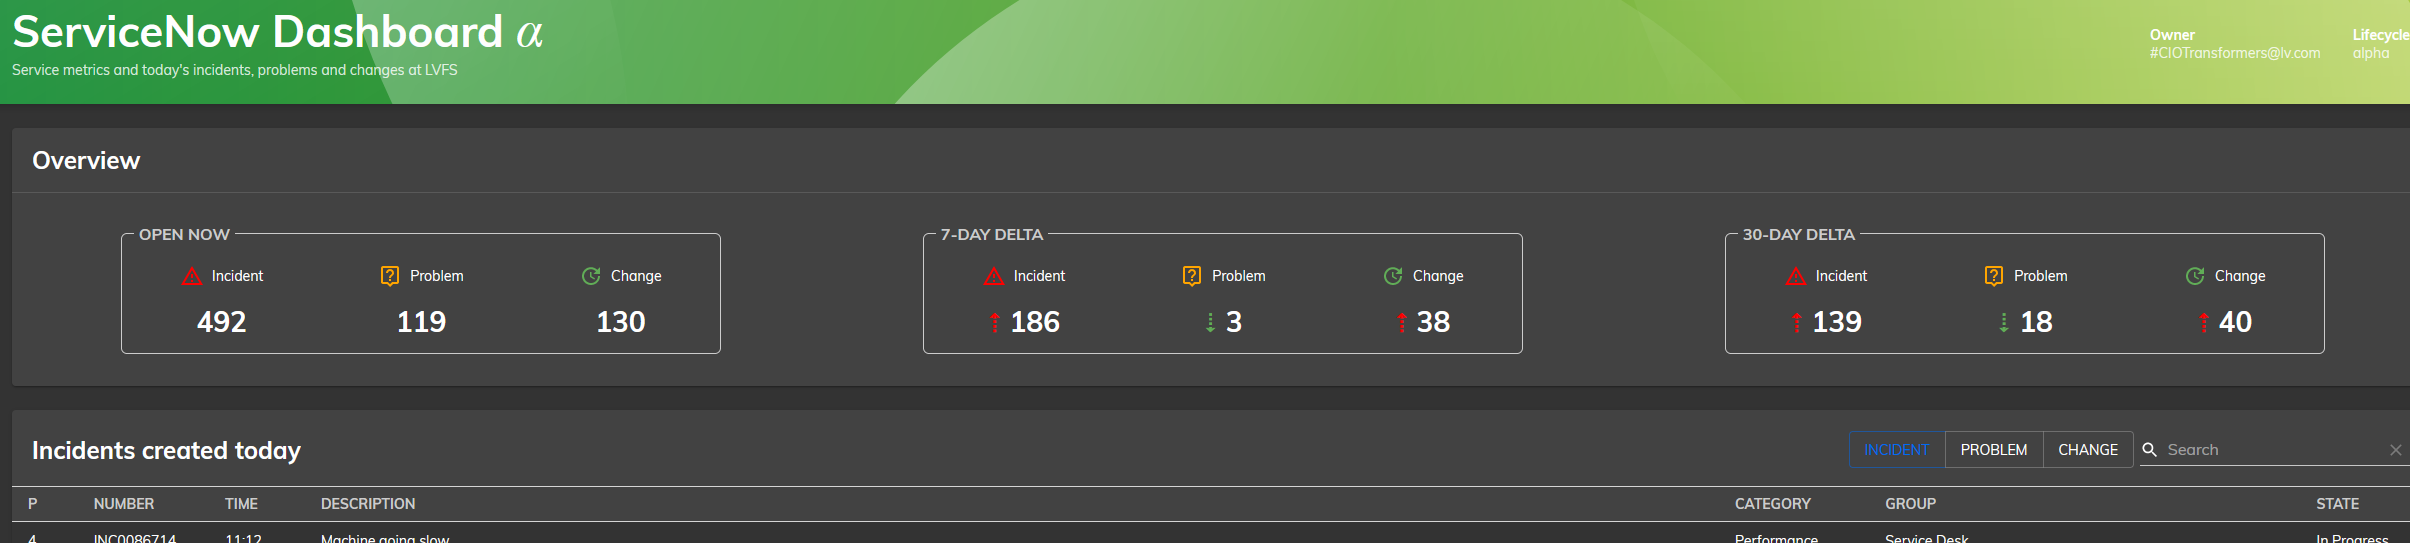 ServiceNow Dashboard α
Service metrics and today's incidents, problems and changes at LVFS
Owner
#CIOTransformers@lv.com
Lifecycle
alpha
Overview
OPEN NOW
Incident Problem Change
492 119 130
7-DAY DELTA
Incident Problem Change
186 3 38
30-DAY DELTA
Incident Problem Change
139 18 40
Incidents created today
INCIDENT PROBLEM CHANGE Search
P NUMBER TIME DESCRIPTION CATEGORY GROUP STATE
4 INC0086714 11:12 Machine going slow Performance Service Desk In Progress